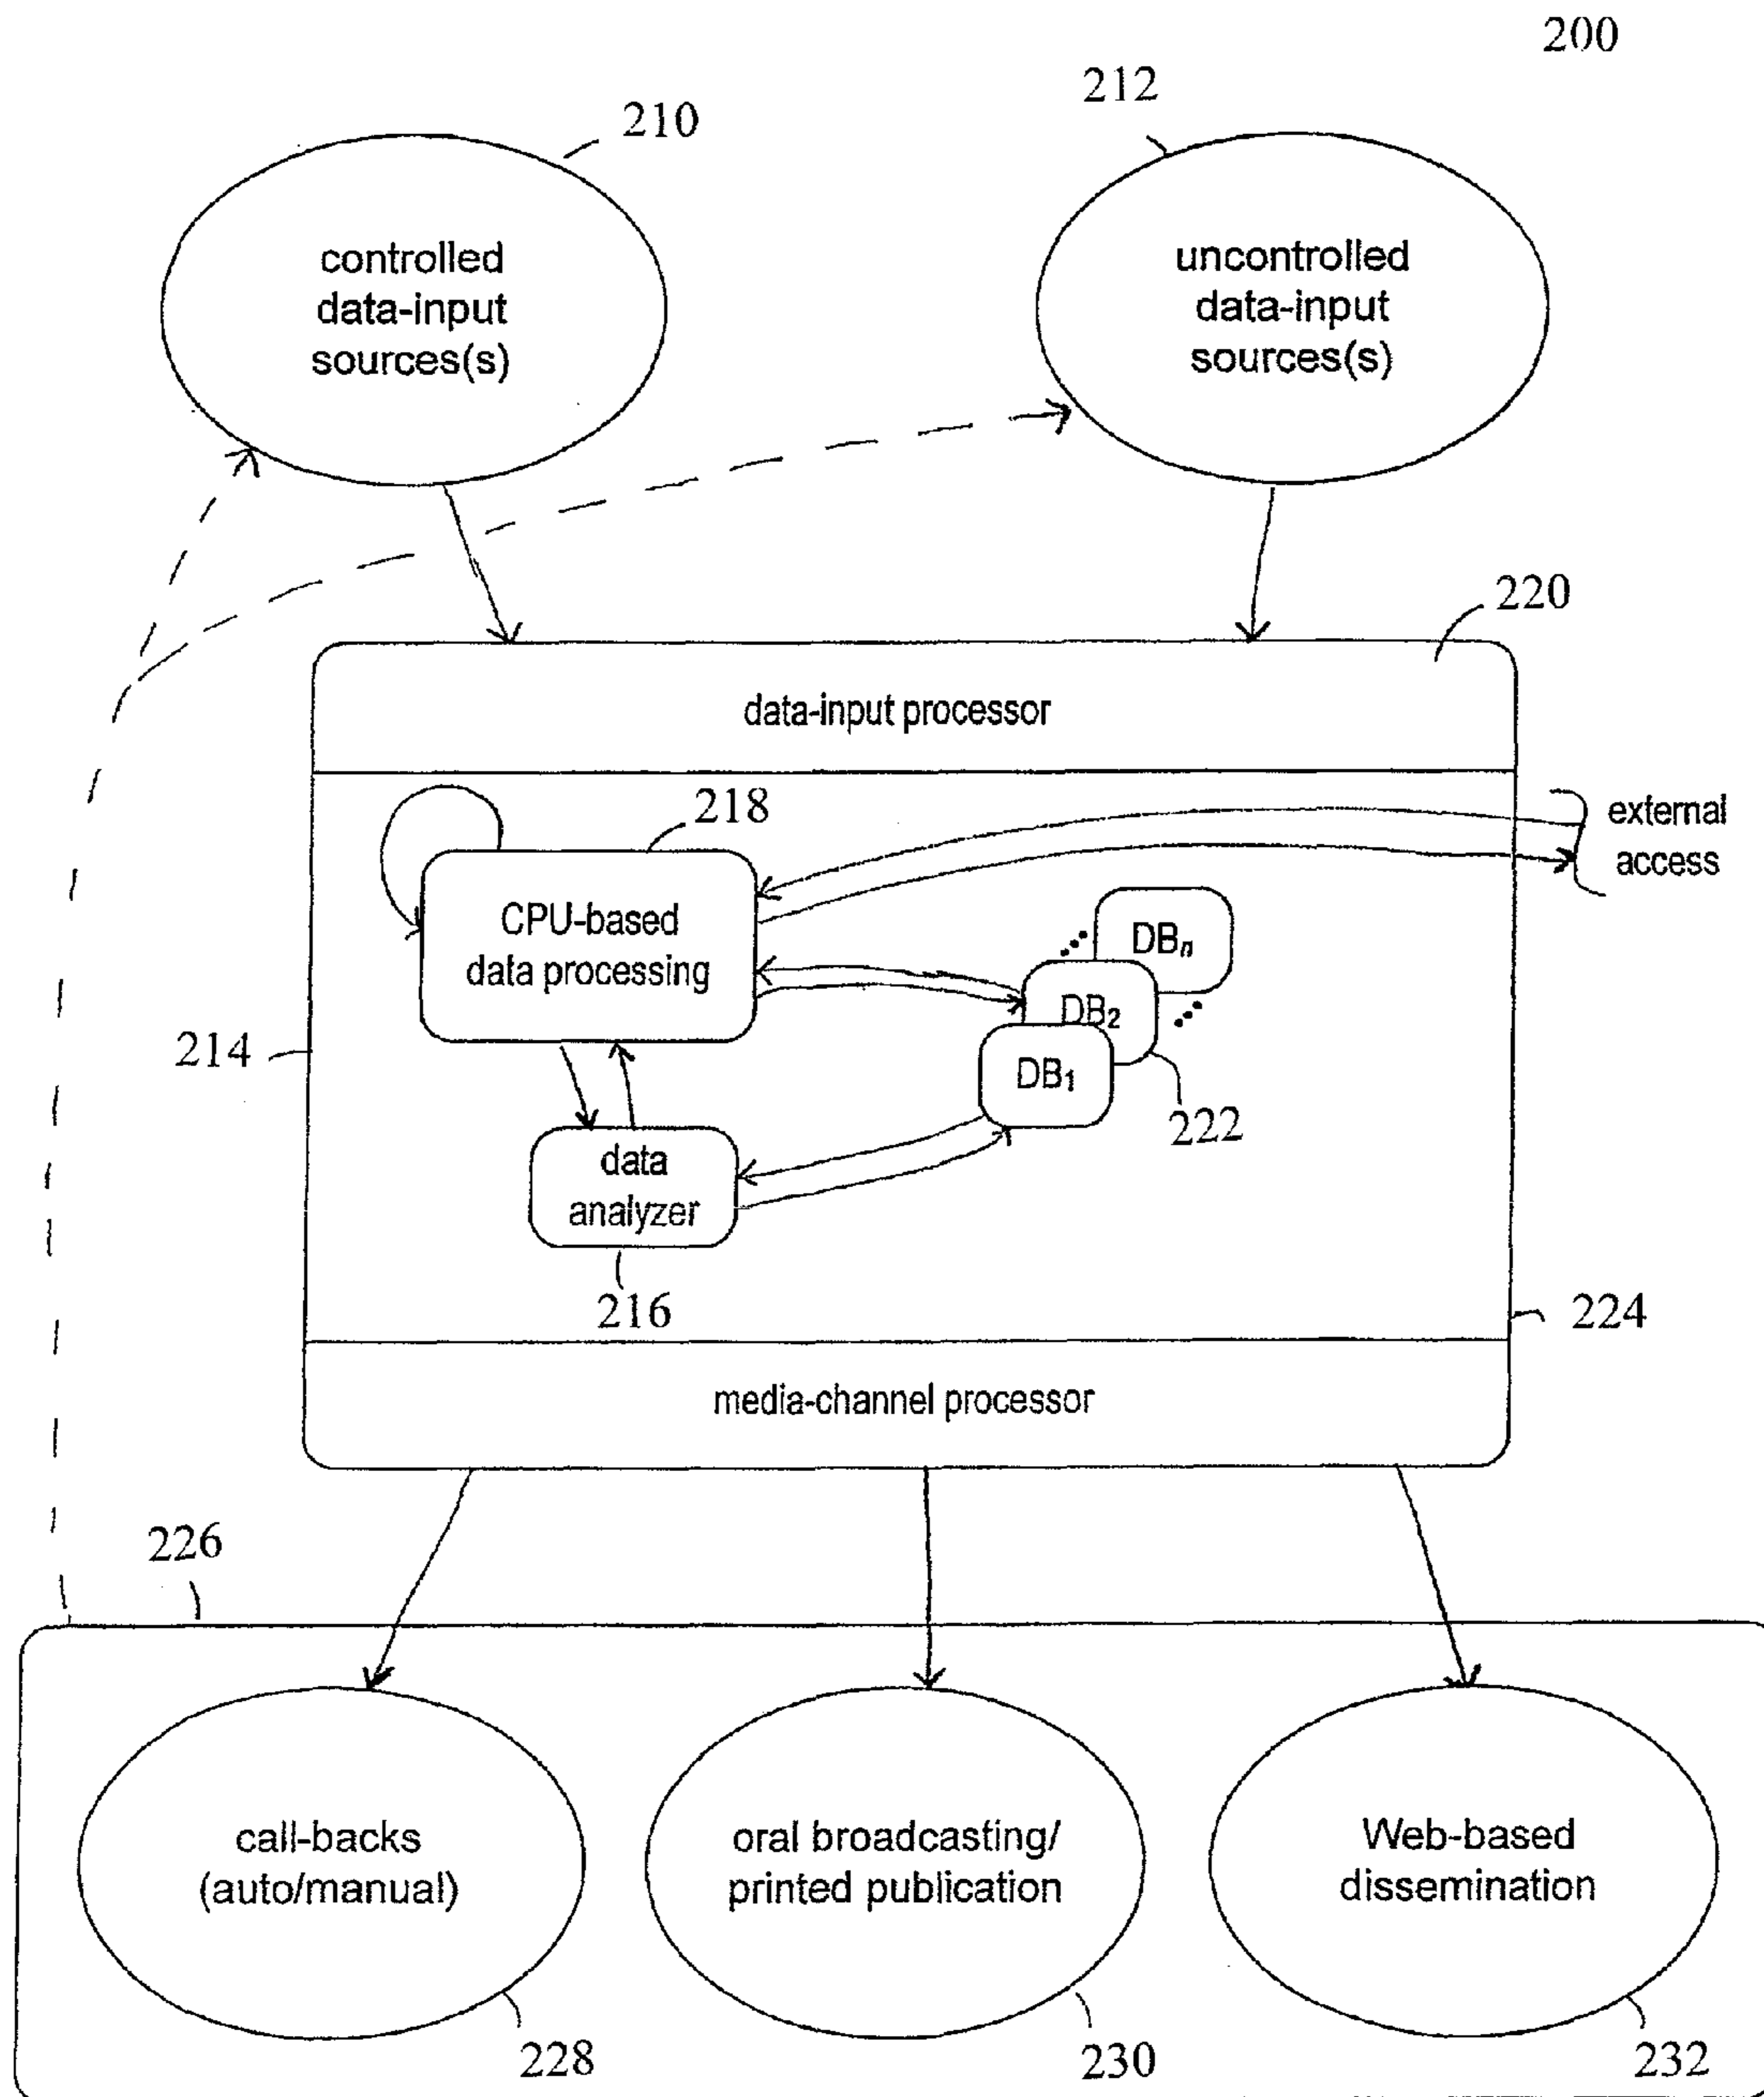 200
210
212
controlled
data-input
sources(s)
uncontrolled
data-input
sources(s)
220
data-input processor
218
external
access
CPU-based
data processing
DBn
DB2
DB1
214
222
data
analyzer
216
224
media-channel processor
226
call-backs
(auto/manual)
oral broadcasting/
printed publication
Web-based
dissemination
228
230
232